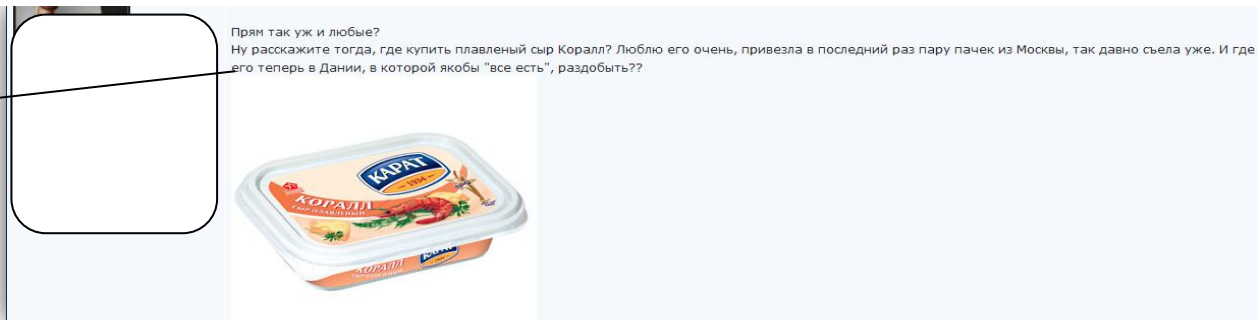 Прям так уж и любые?
Ну расскажите тогда, где купить плавленый сыр Коралл? Люблю его очень, привезла в последний раз пару пачек из Москвы, так давно съела уже. И где
его теперь в Дании, в которой якобы "все есть", раздобыть??
КАРАТ
1934
КОРАЛЛ
СЫР ПЛАВЛЕНЫЙ
КАРАТ
1934
КОРАЛЛ